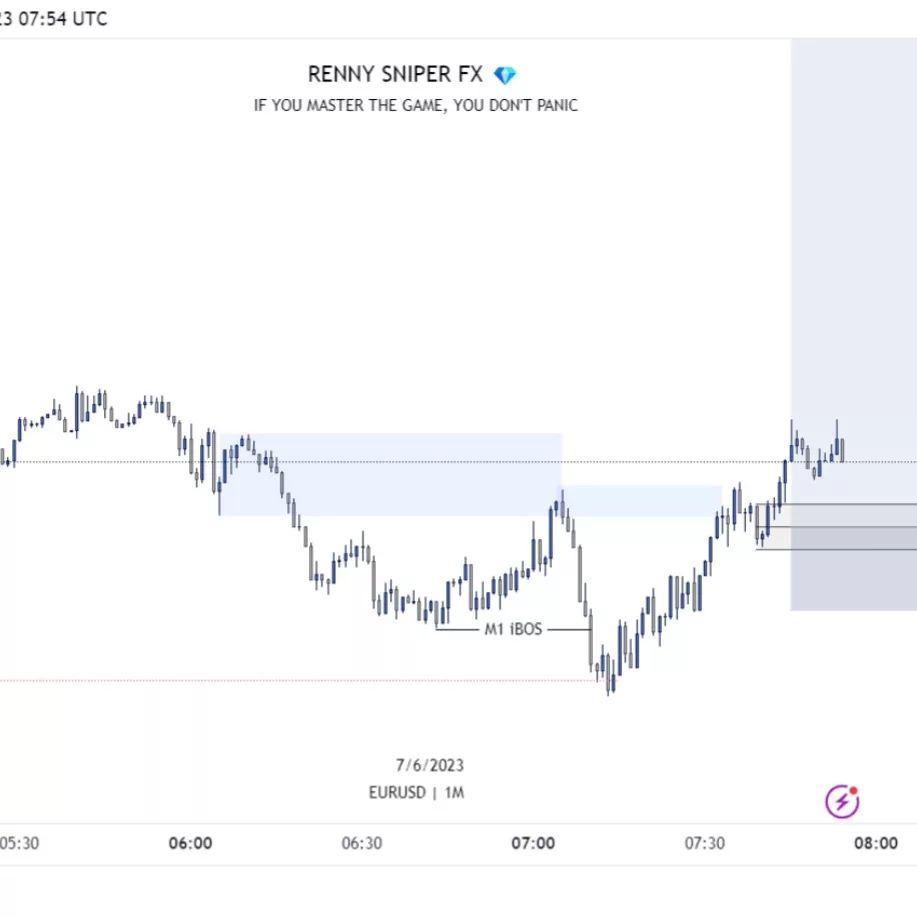 23 07:54 UTC
RENNY SNIPER FX 💎
IF YOU MASTER THE GAME, YOU DON'T PANIC
M1 iBOS
7/6/2023
EURUSD | 1M
05:30 06:00 06:30 07:00 07:30 08:00